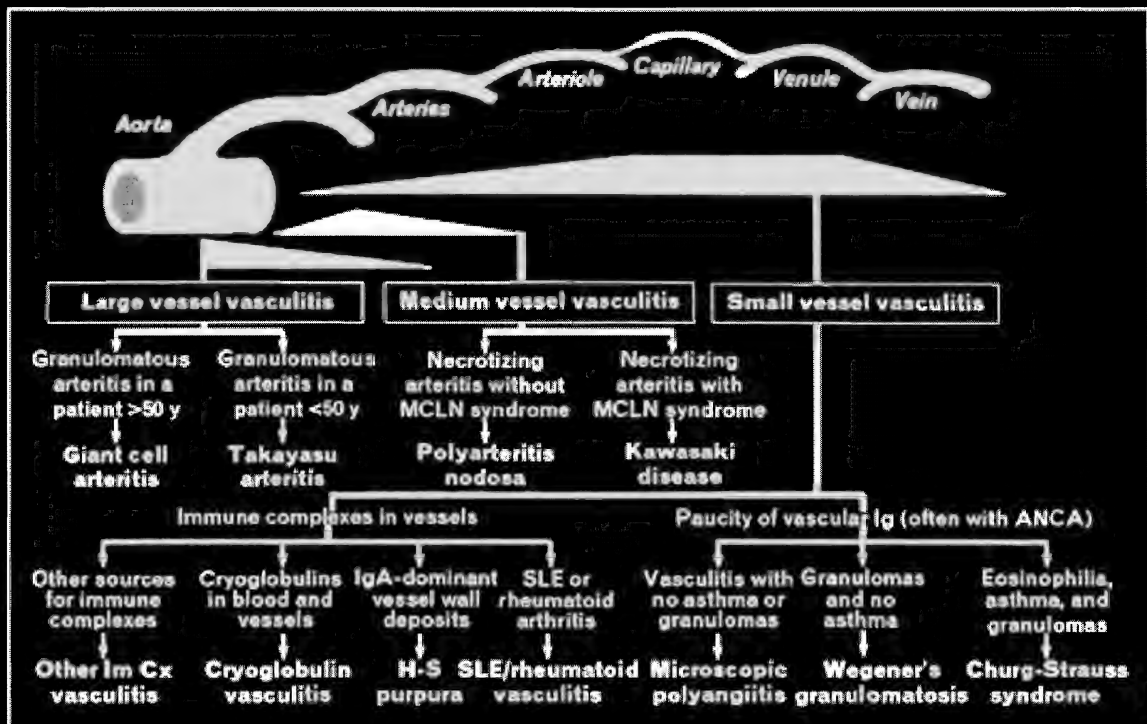 Aorta
Arteries
Arteriole
Capillary
Venule
Vein
Large vessel vasculitis
Medium vessel vasculitis
Small vessel vasculitis
Granulomatous
arteritis in a
patient >50 y
Giant cell
arteritis
Granulomatous
arteritis in a
patient <50 y
Takayasu
arteritis
Necrotizing
arteritis without
MCLN syndrome
Polyarteritis
nodosa
Necrotizing
arteritis with
MCLN syndrome
Kawasaki
disease
Immune complexes in vessels
Paucity of vascular Ig (often with ANCA)
Other sources
for immune
complexes
Other Im Cx
vasculitis
Cryoglobulins
in blood and
vessels
Cryoglobulin
vasculitis
IgA-dominant
vessel wall
deposits
H-S
purpura
SLE or
rheumatoid
arthritis
SLE/rheumatoid
vasculitis
Vasculitis with
no asthma or
granulomas
Microscopic
polyangiitis
Granulomas
and no
asthma
Wegener's
granulomatosis
Eosinophilia,
asthma, and
granulomas
Churg-Strauss
syndrome